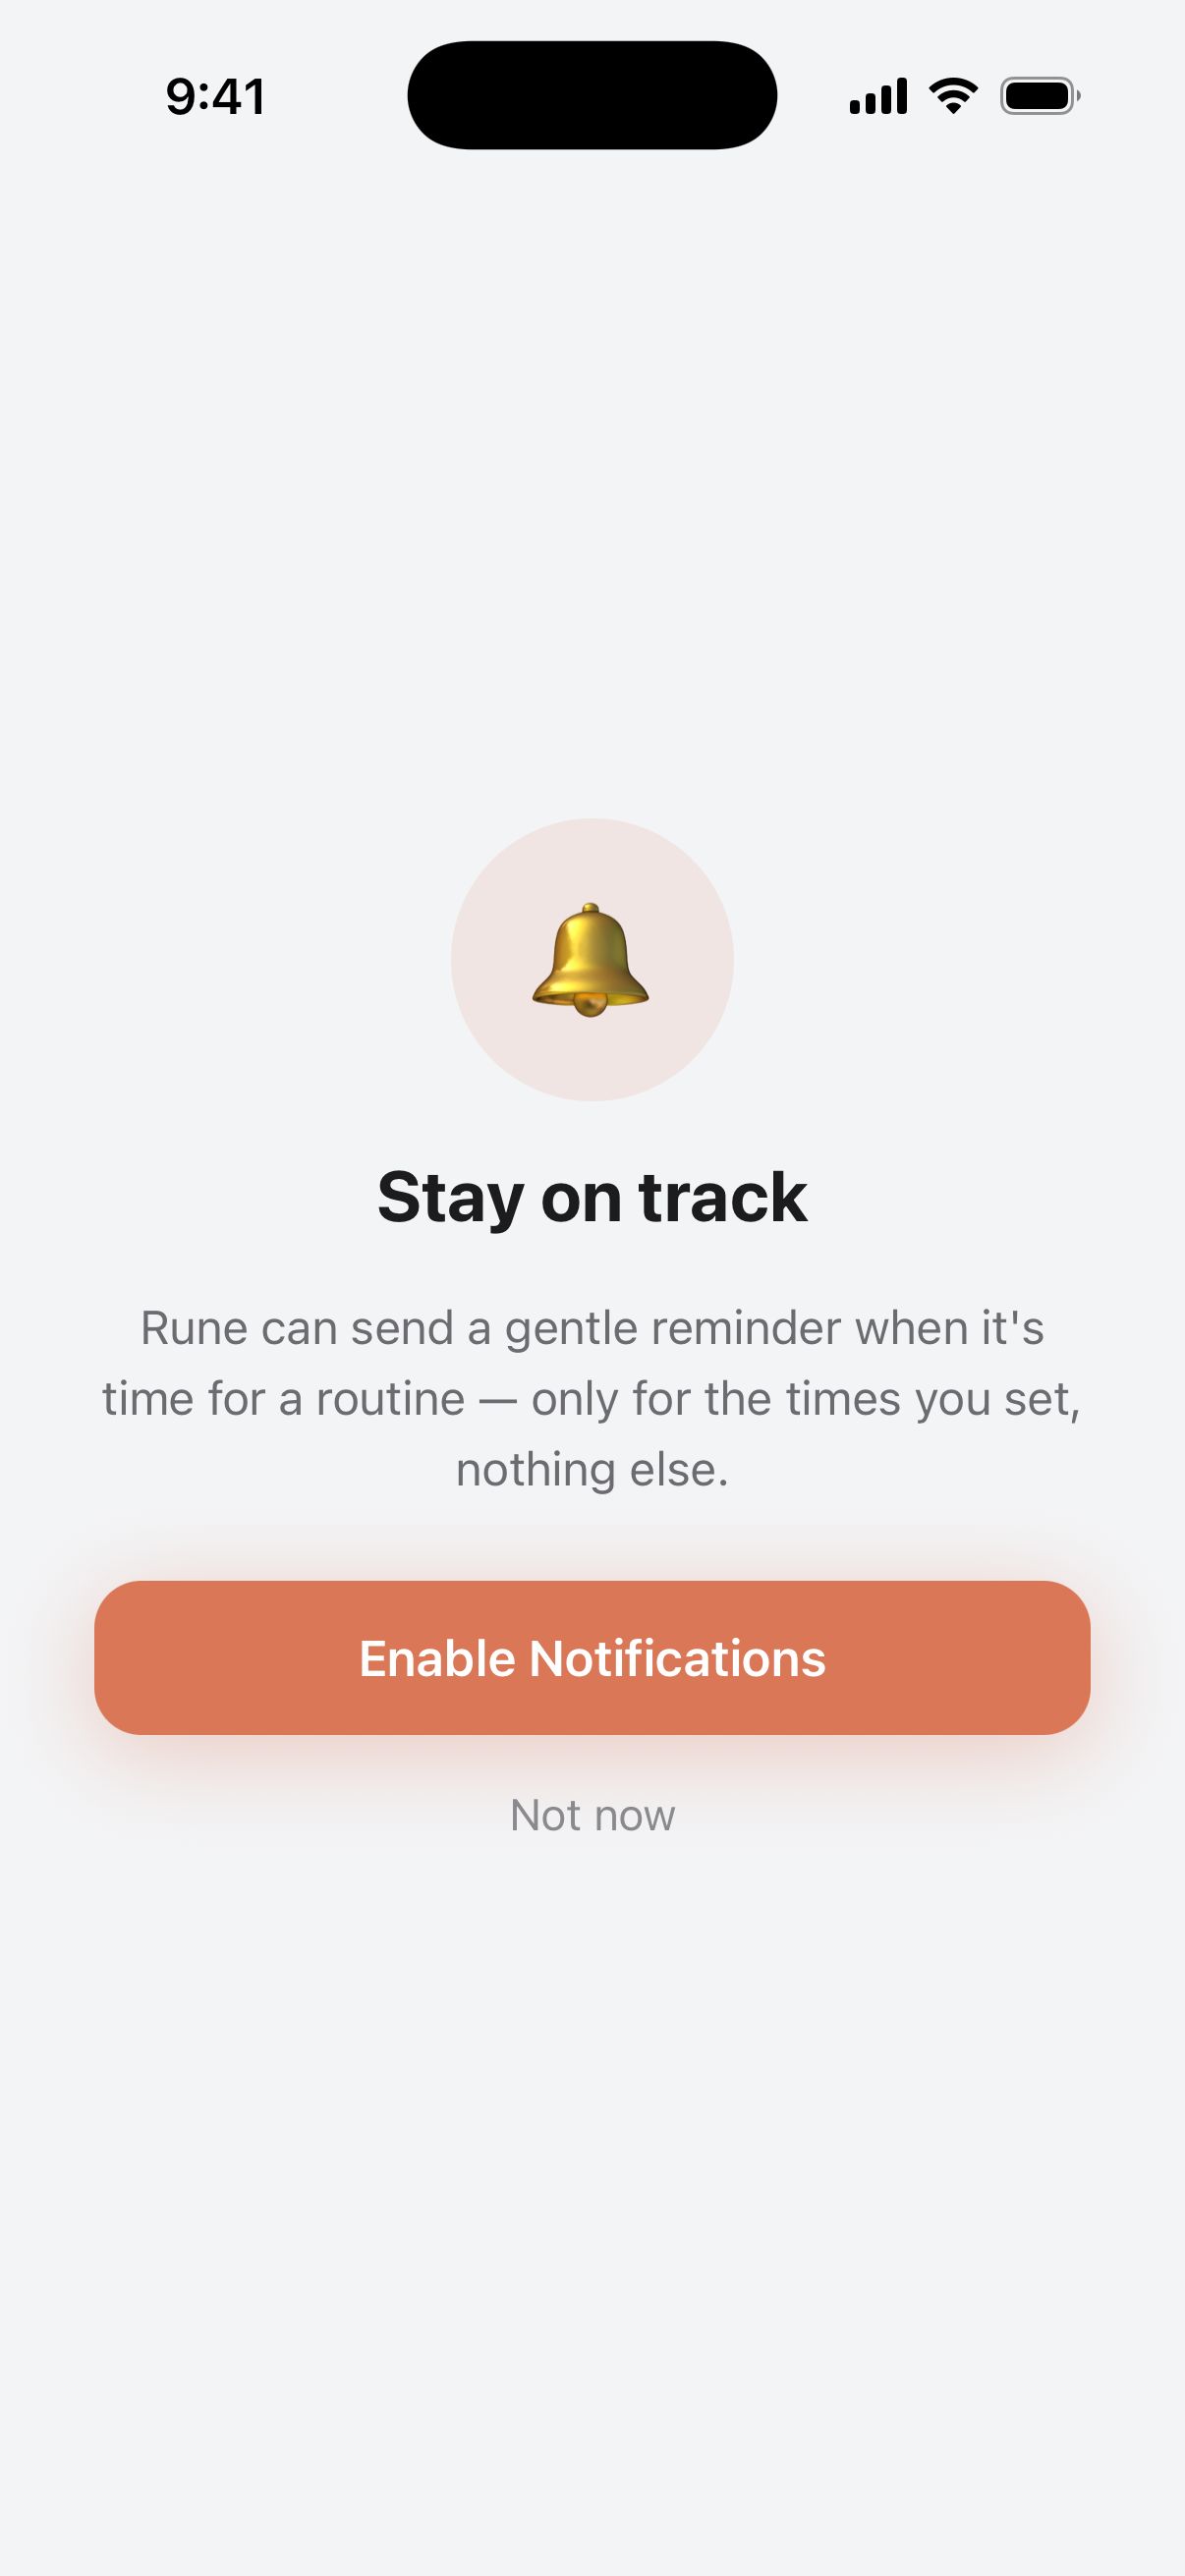 9:41
Stay on track
Rune can send a gentle reminder when it's
time for a routine — only for the times you set,
nothing else.
Enable Notifications
Not now